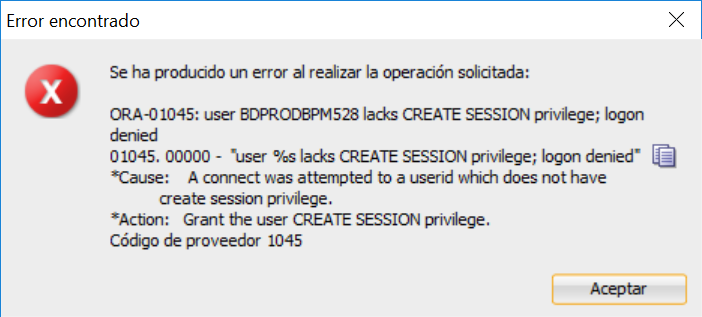 Error encontrado
Se ha producido un error al realizar la operación solicitada:
ORA-01045: user BDPRODBPM528 lacks CREATE SESSION privilege; logon
denied
01045. 00000 - "user %s lacks CREATE SESSION privilege; logon denied"
*Cause: A connect was attempted to a userid which does not have
create session privilege.
*Action: Grant the user CREATE SESSION privilege.
Código de proveedor 1045
Aceptar